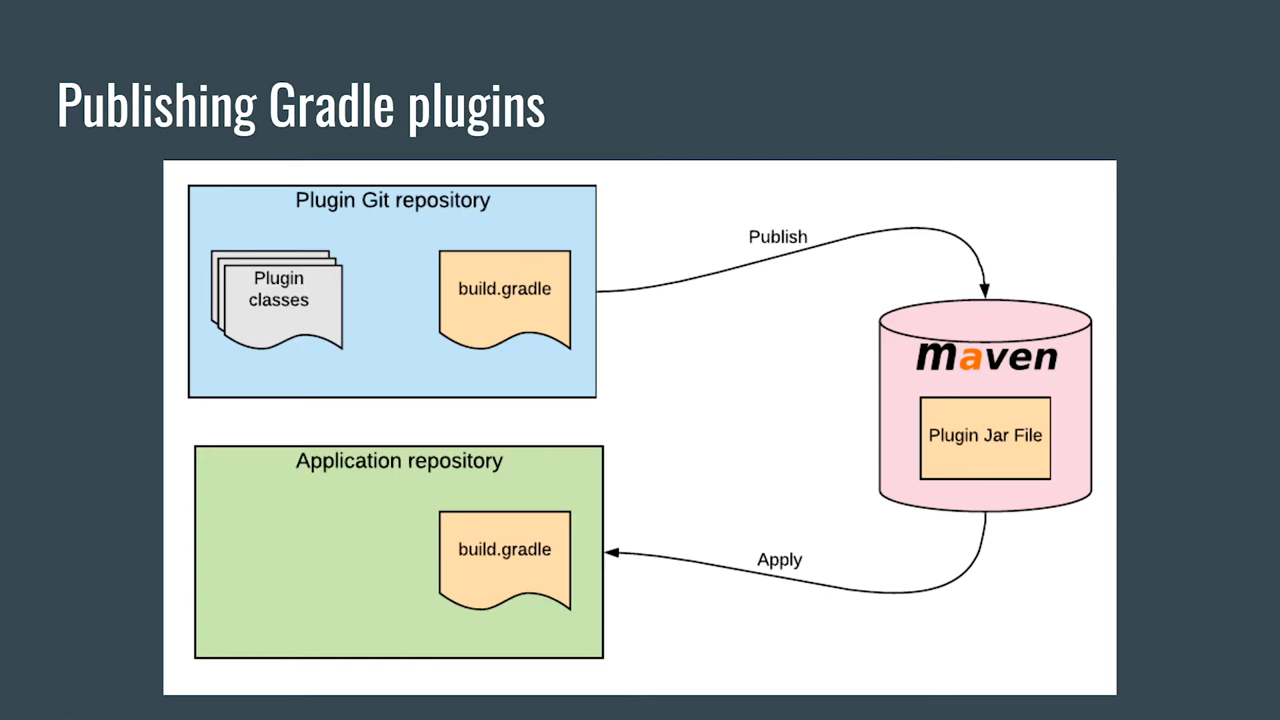 Publishing Gradle plugins
Plugin Git repository
Plugin
classes
build.gradle
Publish
maven
Plugin Jar File
Application repository
build.gradle
Apply